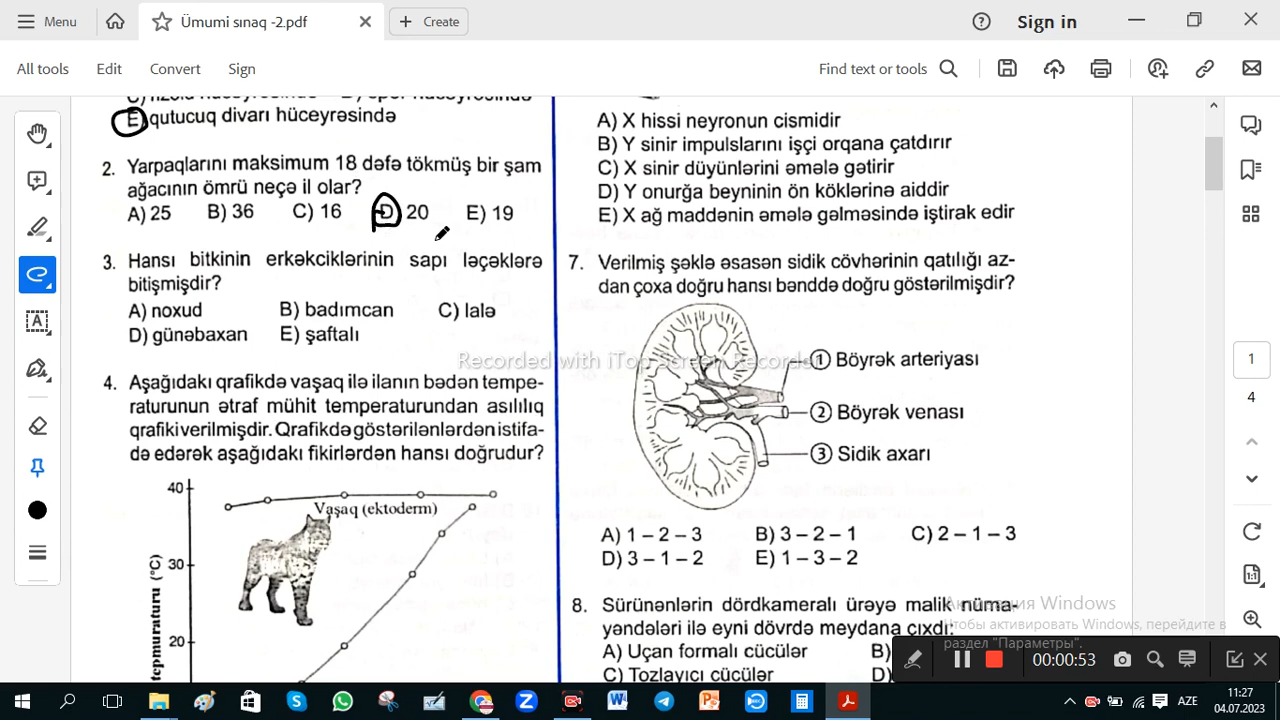 Menu
Ümumi sınaq -2.pdf
Create
Sign in
All tools
Edit
Convert
Sign
Find text or tools
E) qutucuq divarı hüceyrəsində
2. Yarpaqlarını maksimum 18 dəfə tökmüş bir şam
ağacının ömrü neçə il olar?
A) 25 B) 36 C) 16 D) 20 E) 19
3. Hansı bitkinin erkəkciklərinin sapı ləçəklərə
bitişmişdir?
A) noxud B) badımcan C) lalə
D) günəbaxan E) şaftalı
4. Aşağıdakı qrafikdə vaşaq ilə ilanın bədən tempe-
raturunun ətraf mühit temperaturundan asılılıq
qrafiki verilmişdir. Qrafikdə göstərilənlərdən istifa-
də edərək aşağıdakı fikirlərdən hansı doğrudur?
40
30
20
Vaşaq (ektoderm)
A) X hissi neyronun cismidir
B) Y sinir impulslarını işçi orqana çatdırır
C) X sinir düyünlərini əmələ gətirir
D) Y onurğa beyninin ön köklərinə aiddir
E) X ağ maddənin əmələ gəlməsində iştirak edir
7. Verilmiş şəklə əsasən sidik cövhərinin qatılığı az-
dan çoxa doğru hansı bənddə doğru göstərilmişdir?
1 Böyrək arteriyası
2 Böyrək venası
3 Sidik axarı
A) 1 – 2 – 3 B) 3 – 2 – 1 C) 2 – 1 – 3
D) 3 – 1 – 2 E) 1 – 3 – 2
8. Sürünənlərin dördkameralı ürəyə malik nüma-
yəndələri ilə eyni dövrdə meydana çıxdı:
A) Uçan formalı cücülər B)
C) Tozlayıcı cücülər D)
Recorded with iTop Screen Recorder
1
4
Активация Windows
Чтобы активировать Windows, перейдите в
раздел "Параметры".
00:00:53
AZE
11:27
04.07.2023